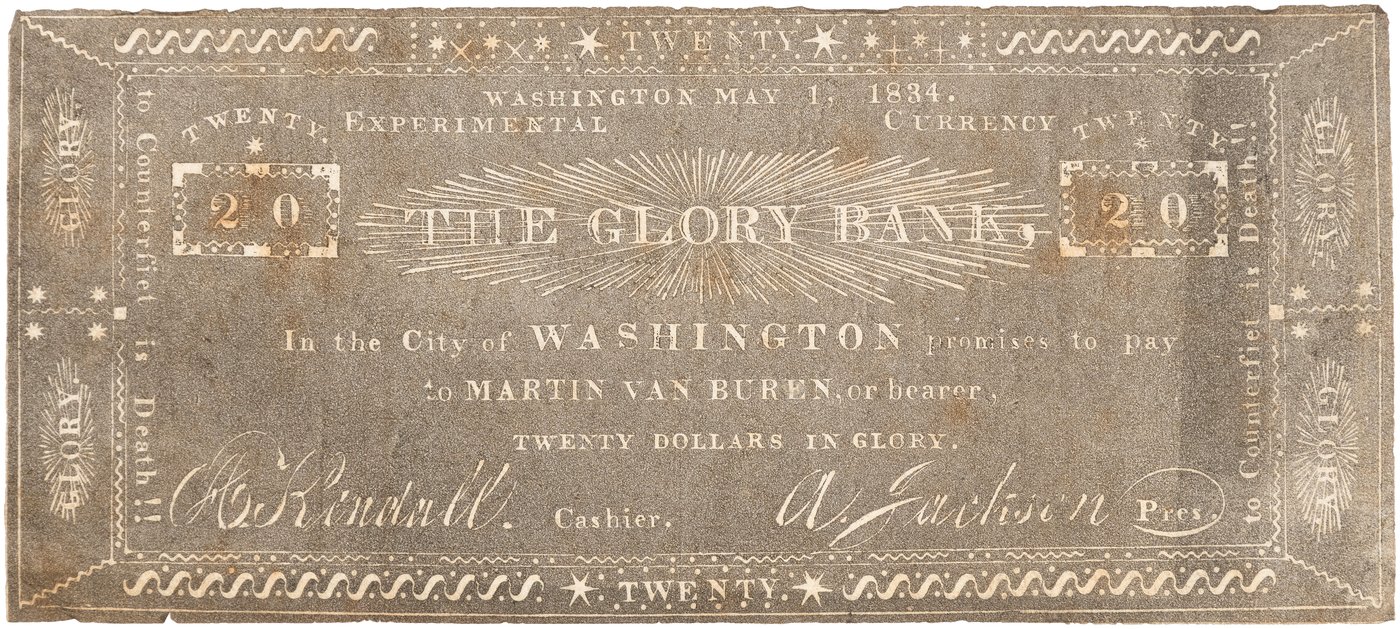 TWENTY
WASHINGTON MAY 1, 1834.
EXPERIMENTAL CURRENCY
TWENTY.
20
TWENTY.
20
THE GLORY BANK,
In the City of WASHINGTON promises to pay
to MARTIN VAN BUREN, or bearer,
TWENTY DOLLARS IN GLORY.
A. Kendall. Cashier.
A. Jackson Pres.
TWENTY.
GLORY.
GLORY.
to Counterfiet is Death!!
to Counterfiet is Death!!
GLORY
GLORY